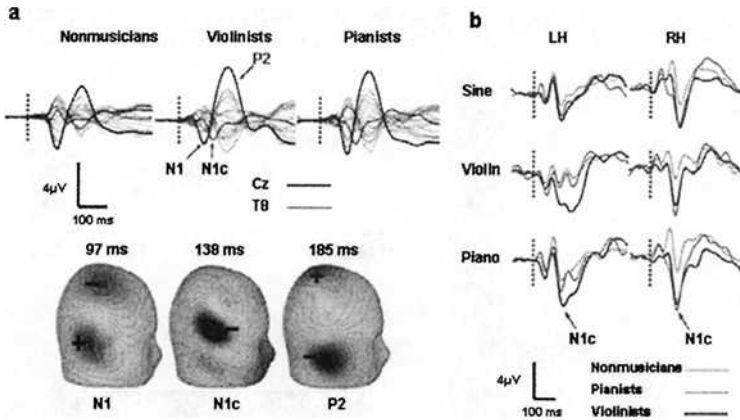 a
Nonmusicians Violinists Pianists
P2
N1 N1c
4µV
100 ms
Cz
T8
97 ms 138 ms 185 ms
N1 N1c P2
b
LH RH
Sine
Violin
Piano
N1c N1c
4µV
100 ms
Nonmusicians
Pianists
Violinists